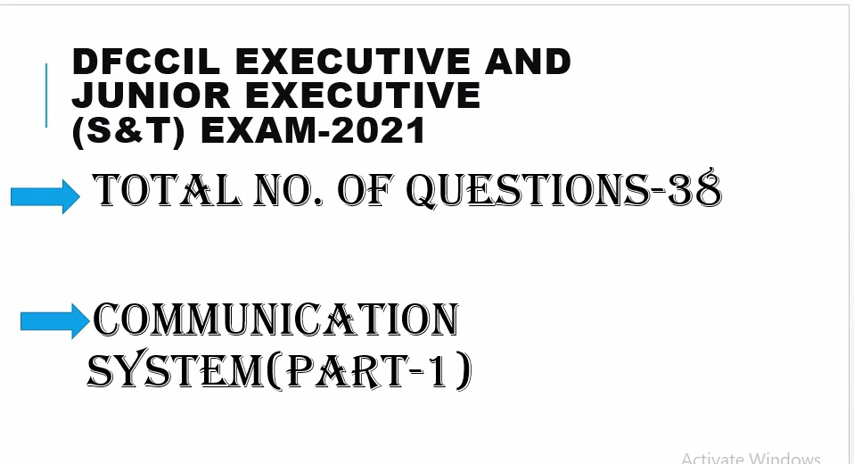 DFCCIL EXECUTIVE AND
JUNIOR EXECUTIVE
(S&T) EXAM-2021
TOTAL NO. OF QUESTIONS-38
COMMUNICATION
SYSTEM(PART-1)
Activate Windows